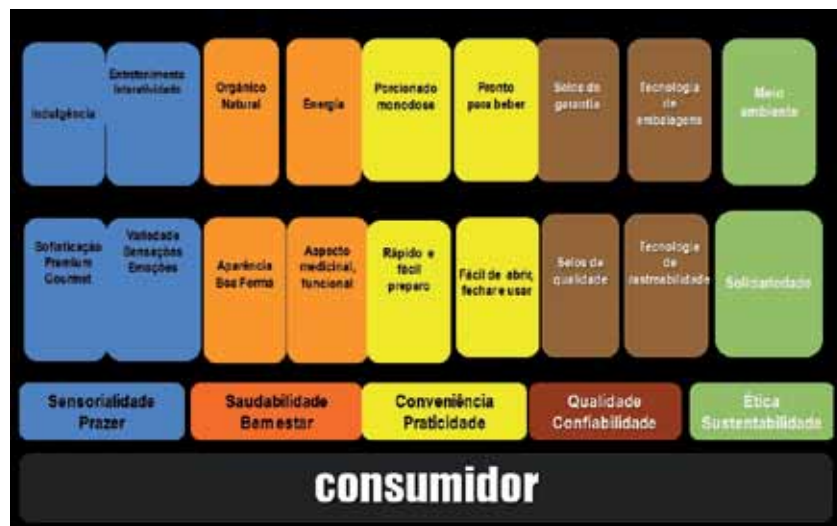 Indulgência
Entretenimento
Interatividade
Orgânico
Natural
Energia
Porcionado
monodose
Pronto
para beber
Selos de
garantia
Tecnologia
de
embalagens
Meio
ambiente
Sofisticação
Premium
Gourmet
Variedade
Sensações
Emoções
Aparência
Boa Forma
Aspecto
medicinal,
funcional
Rápido e
fácil
preparo
Fácil de abrir,
fechar e usar
Selos de
qualidade
Tecnologia
de
rastreabilidade
Solidariedade
Sensorialidade
Prazer
Saudabilidade
Bem estar
Conveniência
Praticidade
Qualidade
Confiabilidade
Ética
Sustentabilidade
consumidor